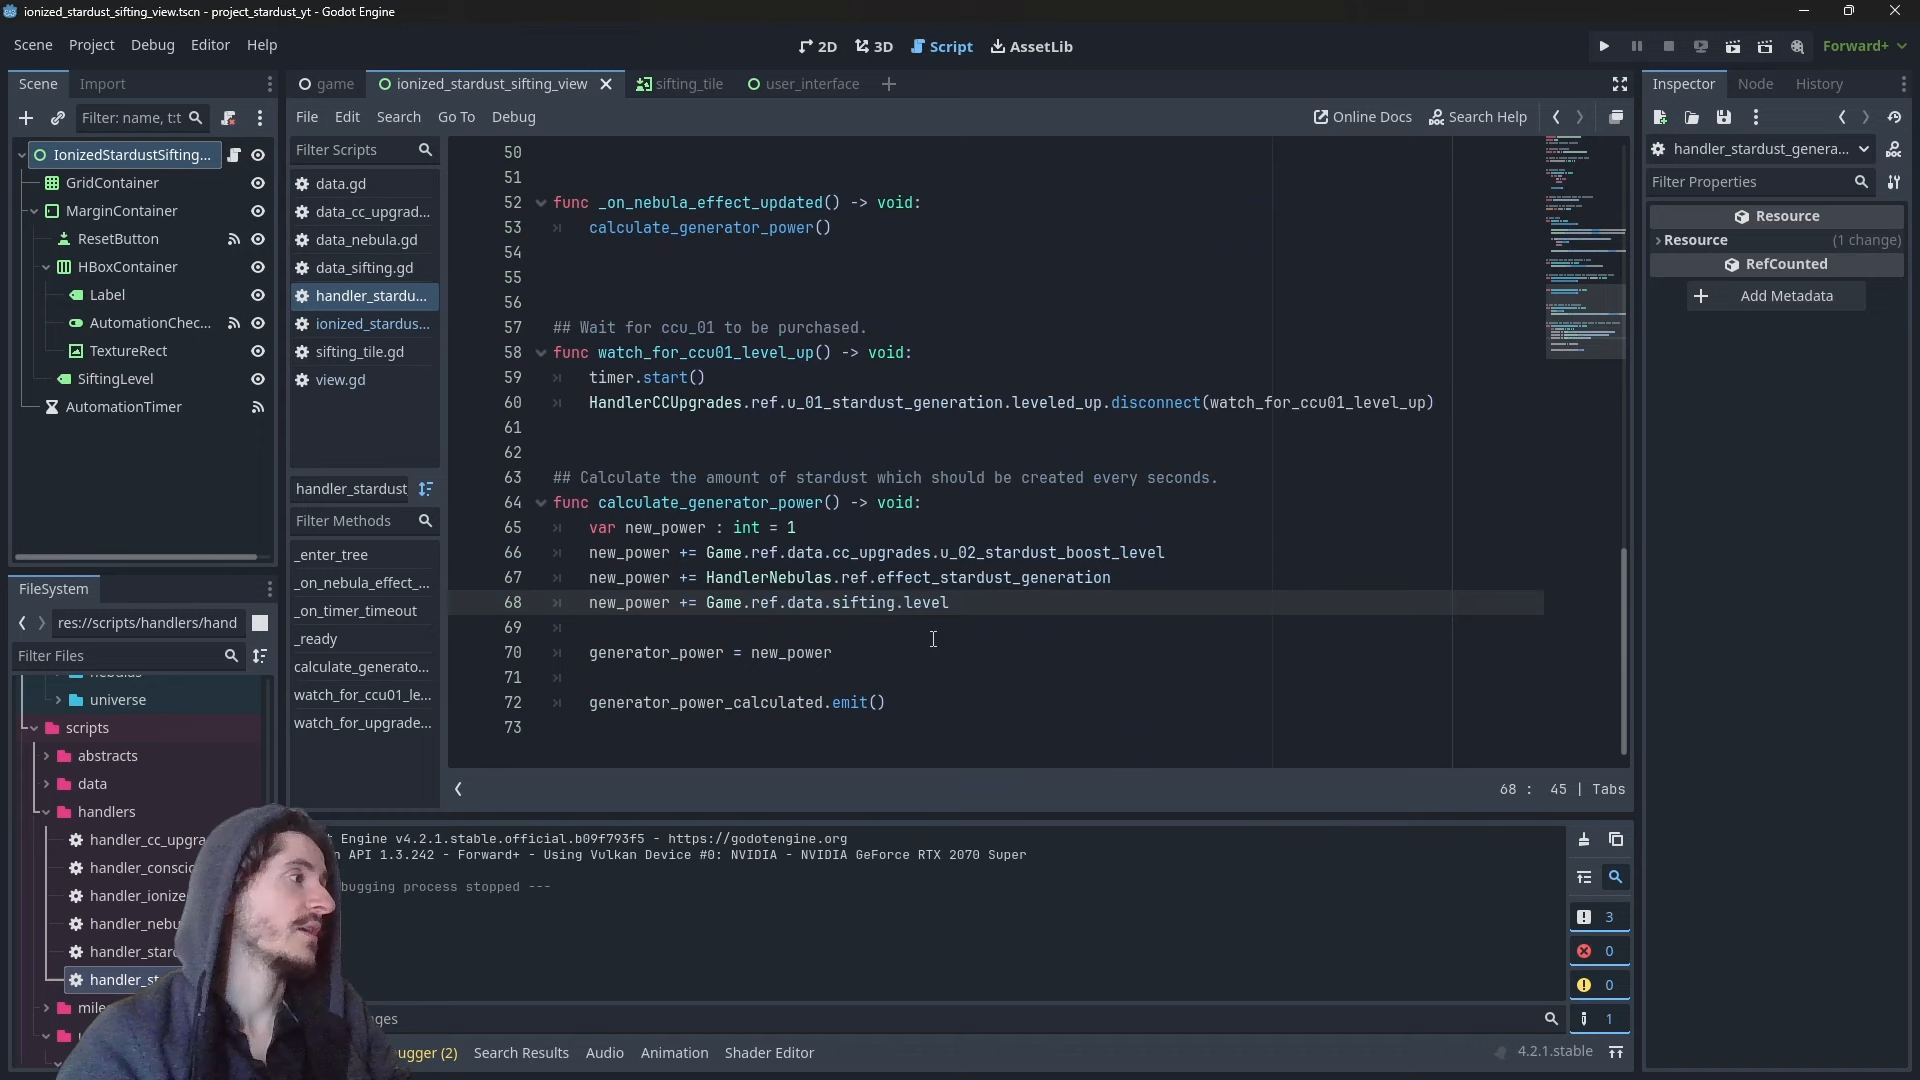 ionized_stardust_sifting_view.tscn - project_stardust_yt - Godot Engine
Scene Project Debug Editor Help
2D 3D Script AssetLib
Forward+
Scene Import
game ionized_stardust_sifting_view sifting_tile user_interface
Inspector Node History
Filter: name, t:t
File Edit Search Go To Debug
Online Docs Search Help
IonizedStardustSifting...
GridContainer
MarginContainer
ResetButton
HBoxContainer
Label
AutomationChec...
TextureRect
SiftingLevel
AutomationTimer
Filter Scripts
data.gd
data_cc_upgrad...
data_nebula.gd
data_sifting.gd
handler_stardu...
ionized_stardus...
sifting_tile.gd
view.gd
handler_stardust
Filter Methods
_enter_tree
_on_nebula_effect_...
_on_timer_timeout
_ready
calculate_generato...
watch_for_ccu01_le...
watch_for_upgrade...
50
51
52 func _on_nebula_effect_updated() -> void:
53 calculate_generator_power()
54
55
56
57 ## Wait for ccu_01 to be purchased.
58 func watch_for_ccu01_level_up() -> void:
59 timer.start()
60 HandlerCCUpgrades.ref.u_01_stardust_generation.leveled_up.disconnect(watch_for_ccu01_level_up)
61
62
63 ## Calculate the amount of stardust which should be created every seconds.
64 func calculate_generator_power() -> void:
65 var new_power : int = 1
66 new_power += Game.ref.data.cc_upgrades.u_02_stardust_boost_level
67 new_power += HandlerNebulas.ref.effect_stardust_generation
68 new_power += Game.ref.data.sifting.level
69
70 generator_power = new_power
71
72 generator_power_calculated.emit()
73
68 : 45 | Tabs
handler_stardust_genera...
Filter Properties
Resource
Resource (1 change)
RefCounted
Add Metadata
FileSystem
res://scripts/handlers/hand
Filter Files
nebulas
universe
scripts
abstracts
data
handlers
handler_cc_upgra
handler_conscio
handler_ionize
handler_nebu
handler_stard
handler_st
mile
Engine v4.2.1.stable.official.b09f793f5 - https://godotengine.org
API 1.3.242 - Forward+ - Using Vulkan Device #0: NVIDIA - NVIDIA GeForce RTX 2070 Super
bugging process stopped ---
3
0
0
1
ages
ugger (2) Search Results Audio Animation Shader Editor
4.2.1.stable